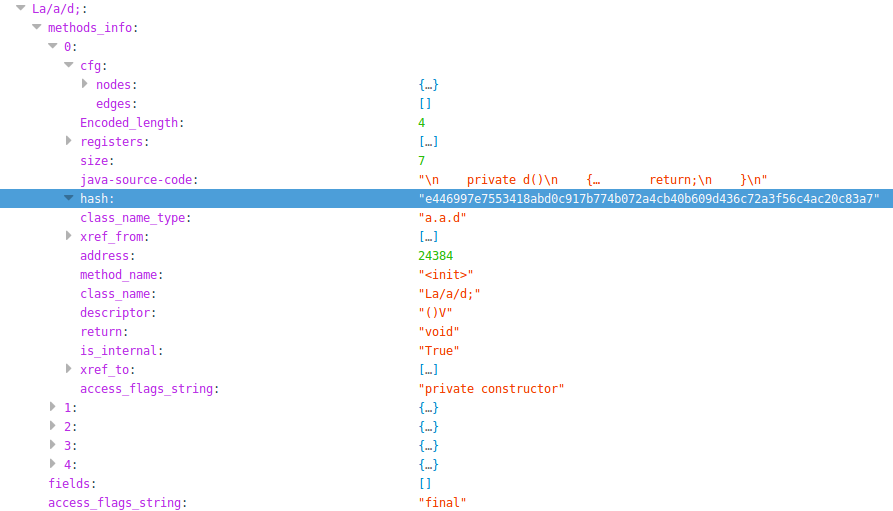 La/a/d;:
methods_info:
0:
cfg:
nodes: {…}
edges: []
Encoded_length: 4
registers: […]
size: 7
java-source-code: "\n    private d()\n    {…       return;\n    }\n"
hash: "e446997e7553418abd0c917b774b072a4cb40b609d436c72a3f56c4ac20c83a7"
class_name_type: "a.a.d"
xref_from: […]
address: 24384
method_name: "<init>"
class_name: "La/a/d;"
descriptor: "()V"
return: "void"
is_internal: "True"
xref_to: […]
access_flags_string: "private constructor"
1: {…}
2: {…}
3: {…}
4: {…}
fields: []
access_flags_string: "final"